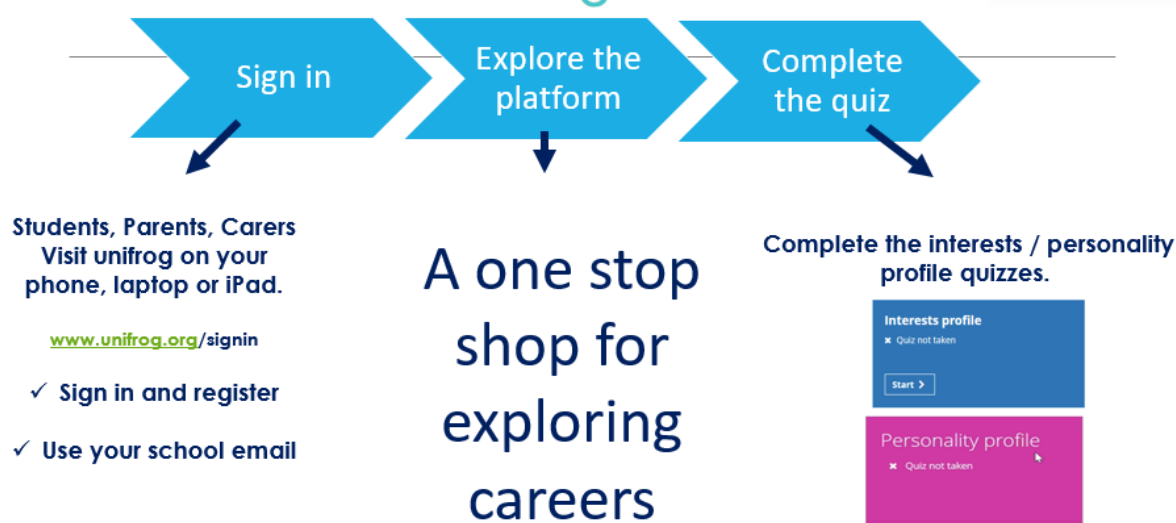 Sign in
Explore the
platform
Complete
the quiz
Students, Parents, Carers
Visit unifrog on your
phone, laptop or iPad.
www.unifrog.org/signin
✓ Sign in and register
✓ Use your school email
A one stop
shop for
exploring
careers
Complete the interests / personality
profile quizzes.
Interests profile
✖ Quiz not taken
Start >
Personality profile
✖ Quiz not taken